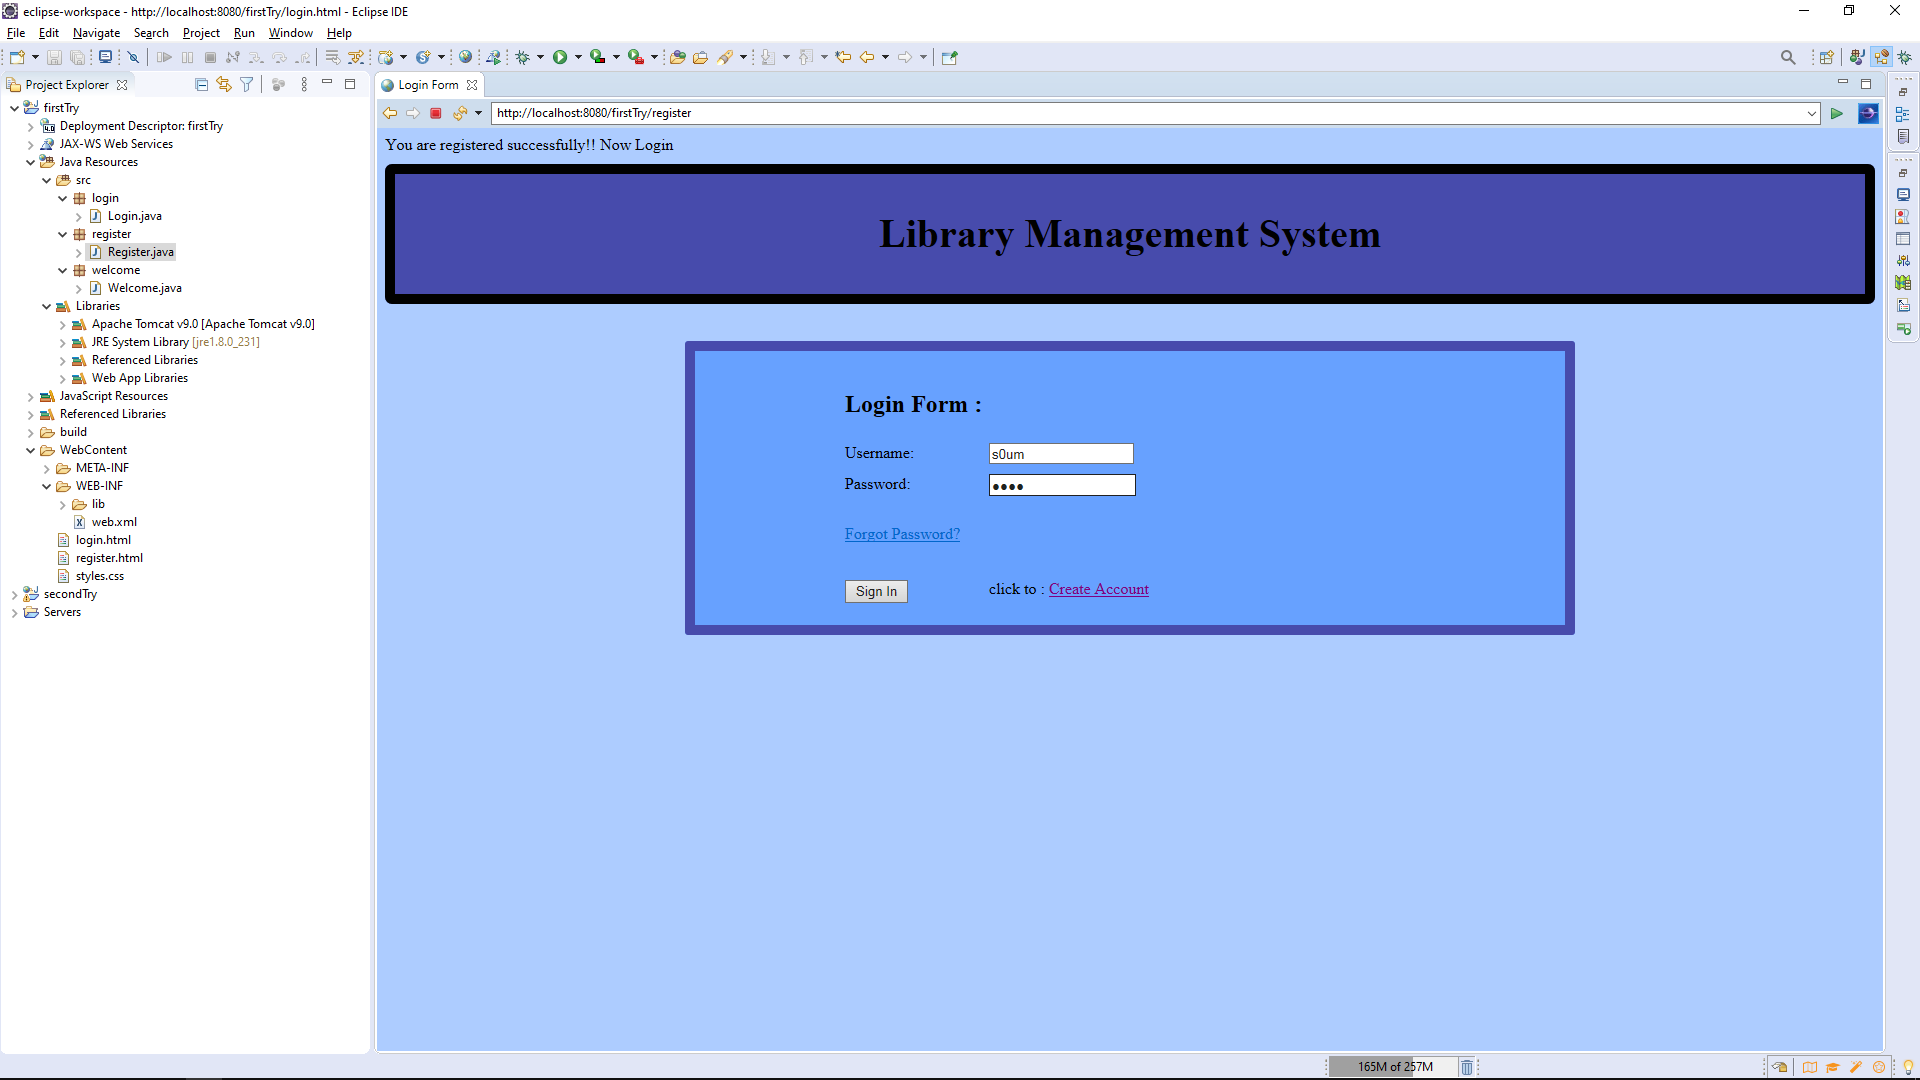 eclipse-workspace - http://localhost:8080/firstTry/login.html - Eclipse IDE
File Edit Navigate Search Project Run Window Help
Project Explorer
Login Form
firstTry
http://localhost:8080/firstTry/register
Deployment Descriptor: firstTry
JAX-WS Web Services
Java Resources
src
login
Login.java
register
Register.java
welcome
Welcome.java
Libraries
Apache Tomcat v9.0 [Apache Tomcat v9.0]
JRE System Library [jre1.8.0_231]
Referenced Libraries
Web App Libraries
JavaScript Resources
Referenced Libraries
build
WebContent
META-INF
WEB-INF
lib
web.xml
login.html
register.html
styles.css
secondTry
Servers
You are registered successfully!! Now Login
Library Management System
Login Form :
Username: s0um
Password: ●●●●
Forgot Password?
Sign In click to : Create Account
165M of 257M